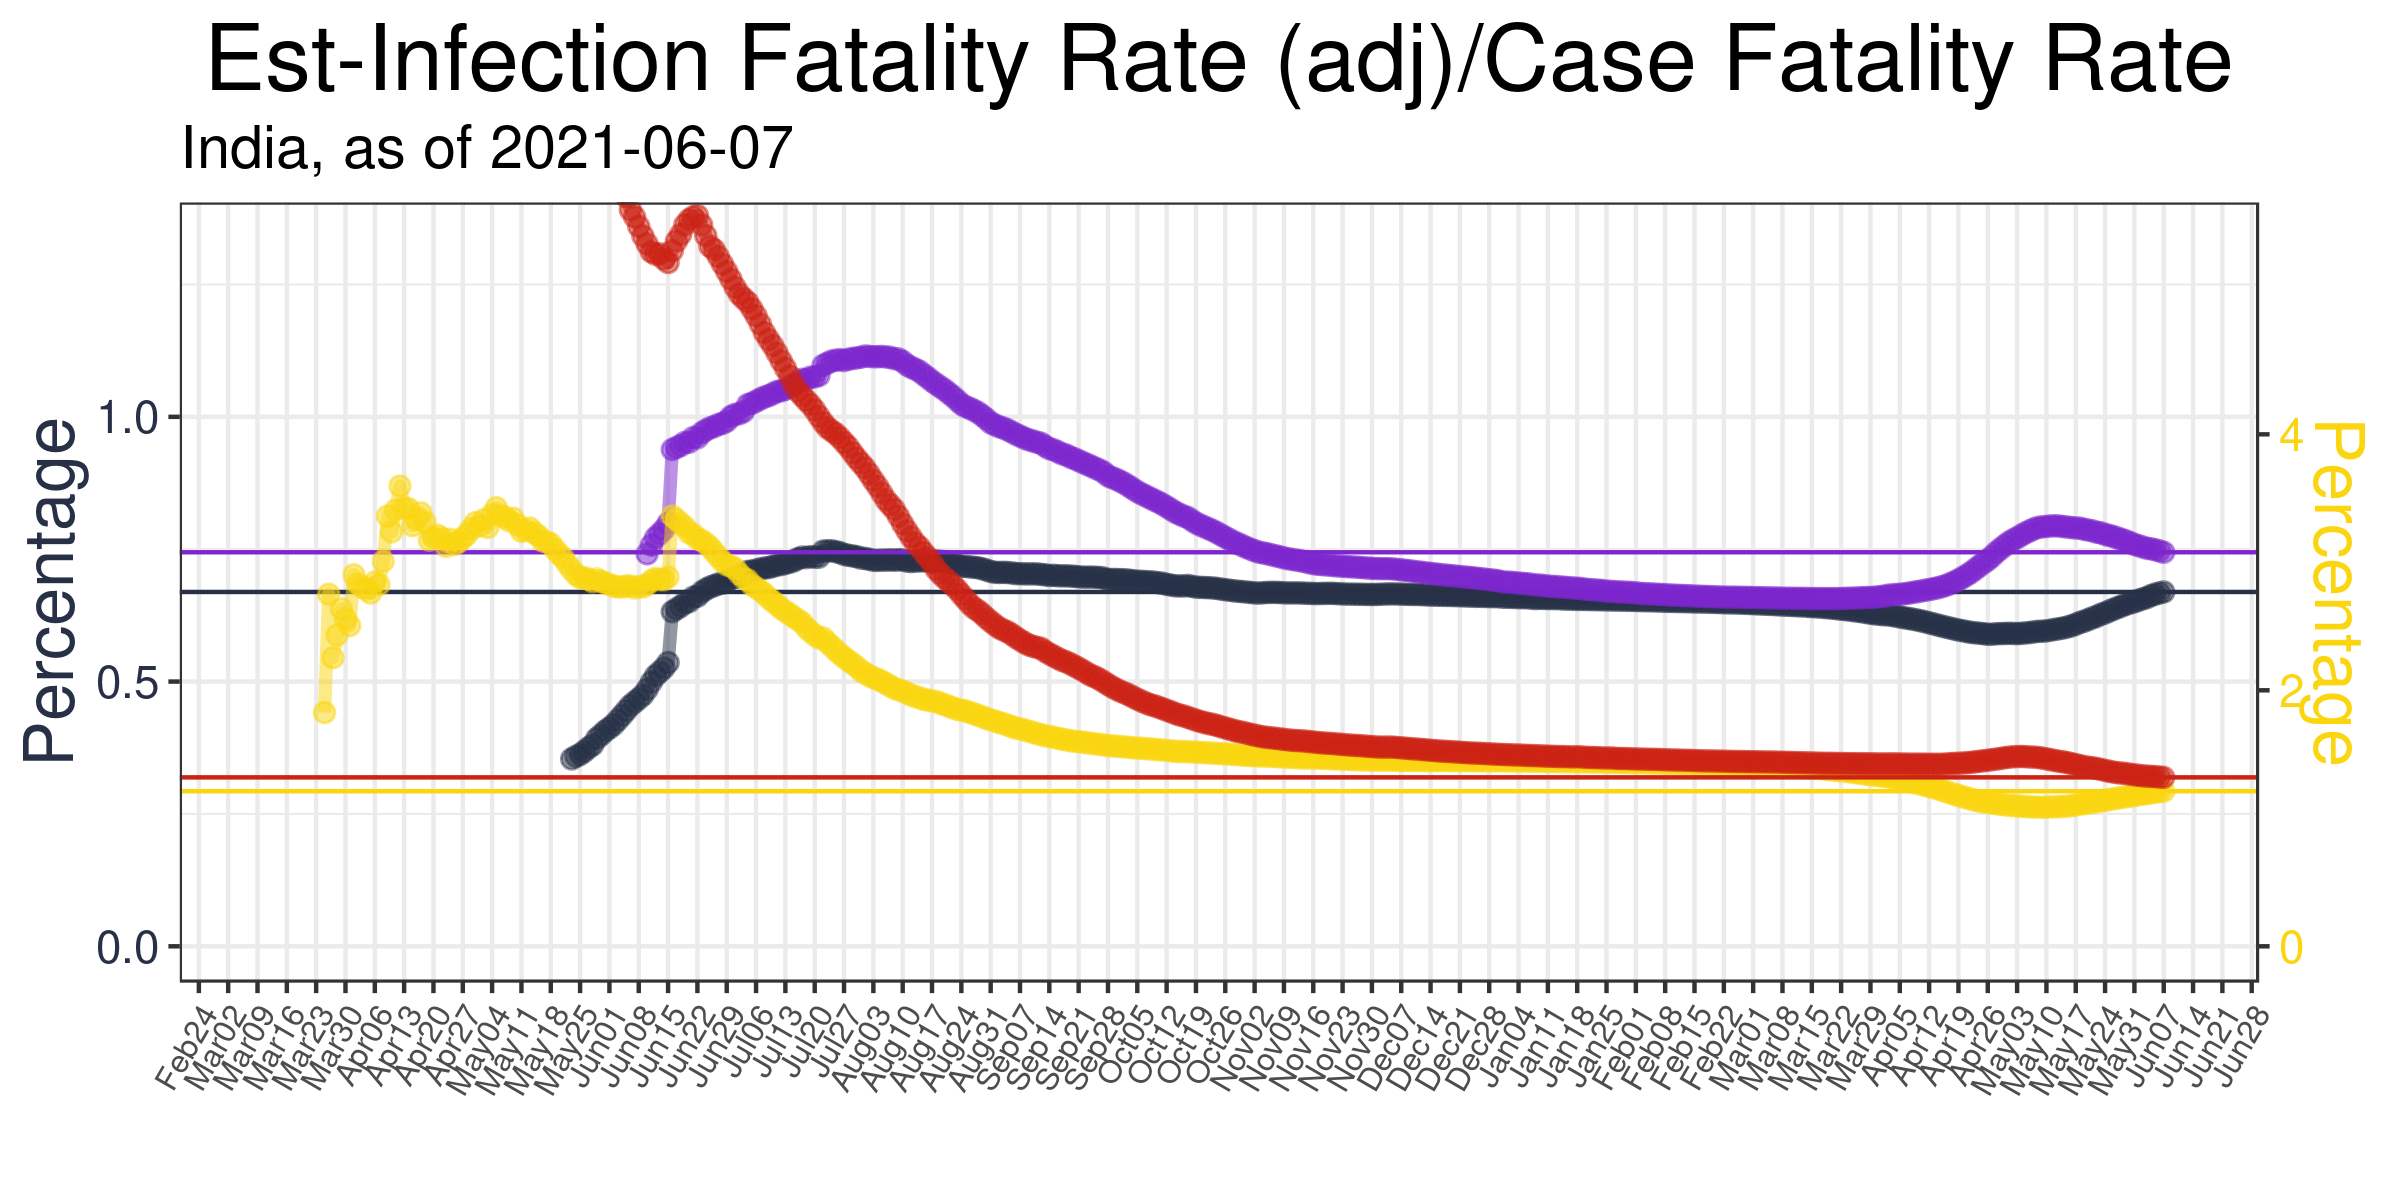 Est-Infection Fatality Rate (adj)/Case Fatality Rate
India, as of 2021-06-07
Percentage
1.0
0.5
0.0
4
2
0
Percentage
Feb24
Mar02
Mar09
Mar16
Mar23
Mar30
Apr06
Apr13
Apr20
Apr27
May04
May11
May18
May25
Jun01
Jun08
Jun15
Jun22
Jun29
Jul06
Jul13
Jul20
Jul27
Aug03
Aug10
Aug17
Aug24
Aug31
Sep07
Sep14
Sep21
Sep28
Oct05
Oct12
Oct19
Oct26
Nov02
Nov09
Nov16
Nov23
Nov30
Dec07
Dec14
Dec21
Dec28
Jan04
Jan11
Jan18
Jan25
Feb01
Feb08
Feb15
Feb22
Mar01
Mar08
Mar15
Mar22
Mar29
Apr05
Apr12
Apr19
Apr26
May03
May10
May17
May24
May31
Jun07
Jun14
Jun21
Jun28